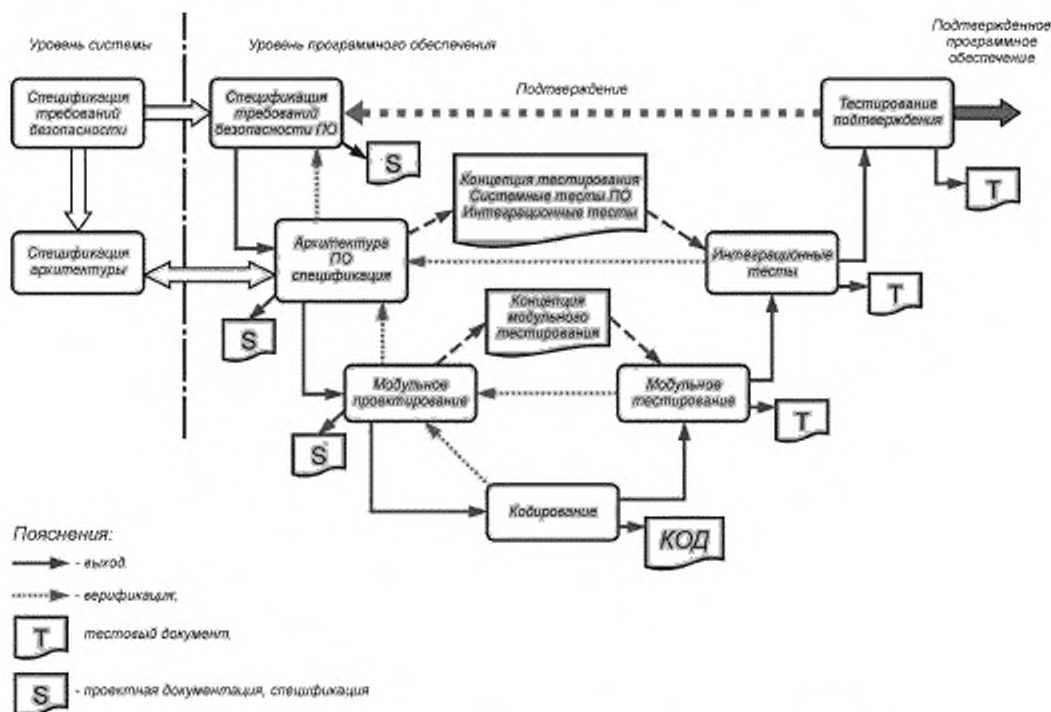 Уровень системы
Уровень программного обеспечения
Подтвержденное
программное
обеспечение
Спецификация
требований
безопасности
Спецификация
требований
безопасности ПО
Подтверждение
Тестирование
подтверждения
S
Концепция тестирования
Системные тесты ПО
Интеграционные тесты
T
Спецификация
архитектуры
Архитектура
ПО
спецификация
Интеграционные
тесты
T
S
Концепция
модульного
тестирования
Модульное
проектирование
Модульное
тестирование
T
S
Кодирование
КОД
Пояснения:
- выход,
- верификация;
T
тестовый документ,
S
- проектная документация, спецификация